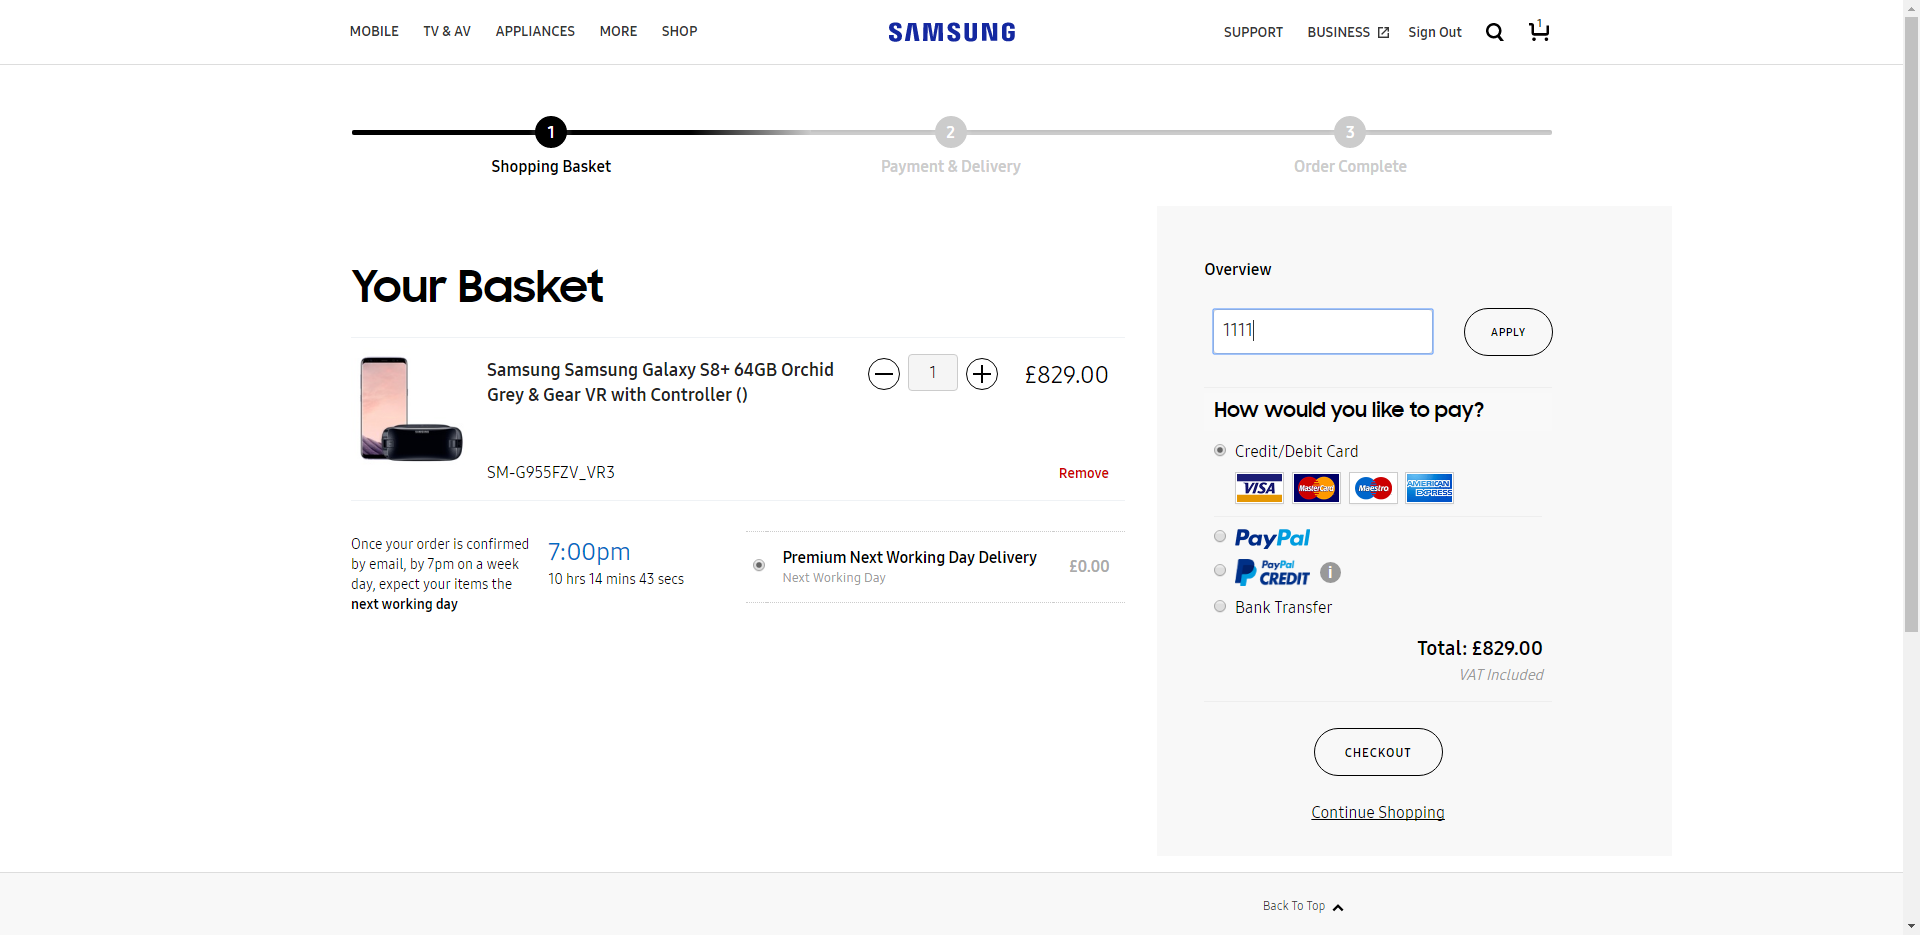 MOBILE TV & AV APPLIANCES MORE SHOP SAMSUNG SUPPORT BUSINESS Sign Out 1
1 2 3
Shopping Basket Payment & Delivery Order Complete
Your Basket
Samsung Samsung Galaxy S8+ 64GB Orchid
Grey & Gear VR with Controller ()
1
£829.00
SM-G955FZV_VR3
Remove
Once your order is confirmed
by email, by 7pm on a week
day, expect your items the
next working day
7:00pm
10 hrs 14 mins 43 secs
Premium Next Working Day Delivery
Next Working Day
£0.00
Overview
1111
APPLY
How would you like to pay?
Credit/Debit Card
VISA MasterCard Maestro AMERICAN EXPRESS
PayPal
PayPal CREDIT i
Bank Transfer
Total: £829.00
VAT Included
CHECKOUT
Continue Shopping
Back To Top